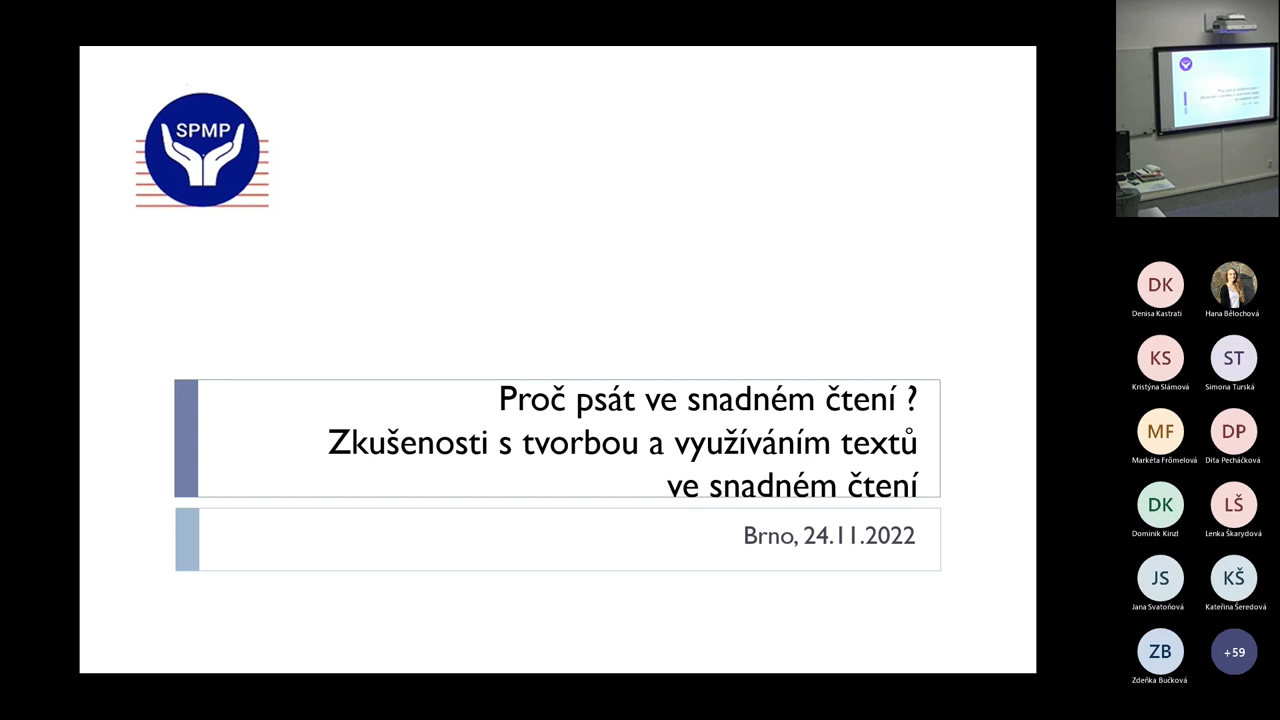 SPMP
Proč psát ve snadném čtení ?
Zkušenosti s tvorbou a využíváním textů
ve snadném čtení
Brno, 24.11.2022
DK
Denisa Kastrati
Hana Bělochová
KS
Kristýna Slámová
ST
Simona Turská
MF
Markéta Frömelová
DP
Dita Pecháčková
DK
Dominik Kinzl
LŠ
Lenka Škarydová
JS
Jana Svatoňová
KŠ
Kateřina Šeredová
ZB
Zdeňka Bučková
+59